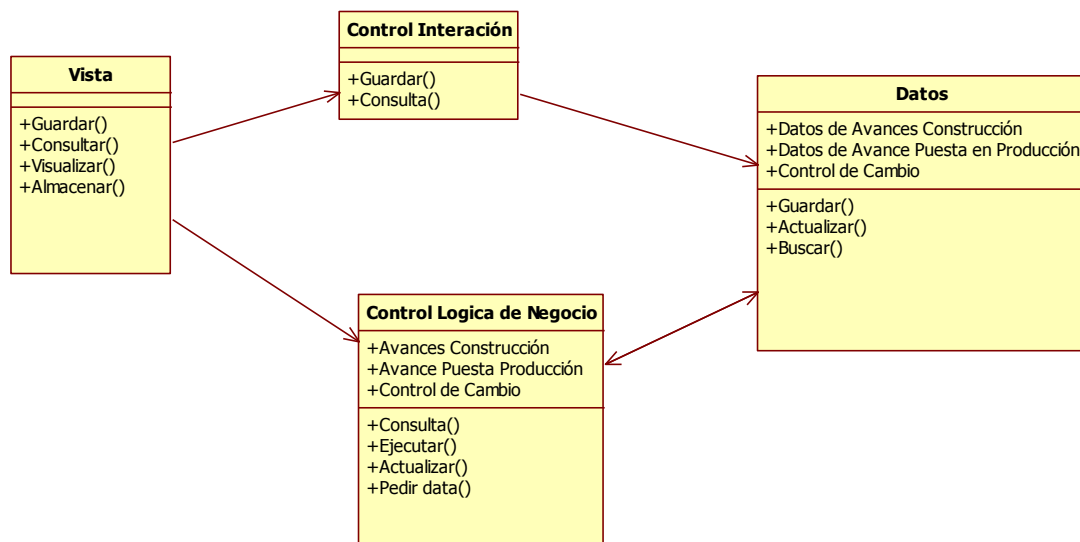 Vista
+Guardar()
+Consultar()
+Visualizar()
+Almacenar()
Control Interación
+Guardar()
+Consulta()
Datos
+Datos de Avances Construcción
+Datos de Avance Puesta en Producción
+Control de Cambio
+Guardar()
+Actualizar()
+Buscar()
Control Logica de Negocio
+Avances Construcción
+Avance Puesta Producción
+Control de Cambio
+Consulta()
+Ejecutar()
+Actualizar()
+Pedir data()